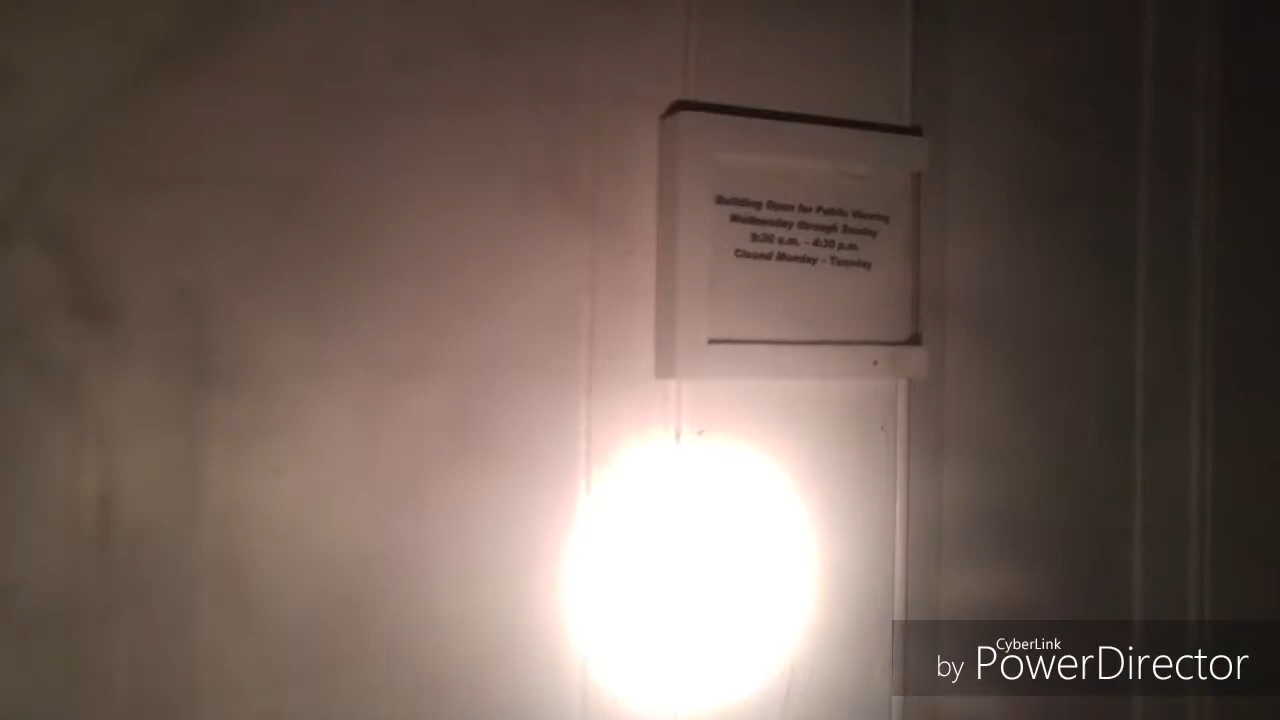 Building Open for Public Viewing
Wednesday through Sunday
9:30 a.m. - 4:30 p.m.
Closed Monday - Tuesday
CyberLink
by PowerDirector